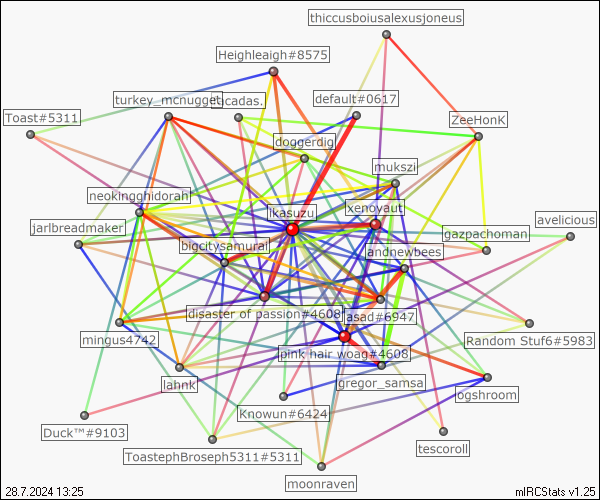 thiccusboiusalexusjoneus
Heighleaigh#8575
turkey_mcnugget
cicadas.
default#0617
Toast#5311
ZeeHonK
doggerdig
mukszir
neokingghidorah
ikasuzu
xenovaut
avelicious
jarlbreadmaker
bigcitysamurai
gazpachoman
andnewbees
disaster of passion#4608
asad#6947
mingus4742
pink hair woag#4608
Random Stuf6#5983
lahnk
gregor_samsa
ogshroom
Knowun#6424
Duck™#9103
tescoroll
ToastephBroseph5311#5311
moonraven
28.7.2024 13:25
mIRCStats v1.25